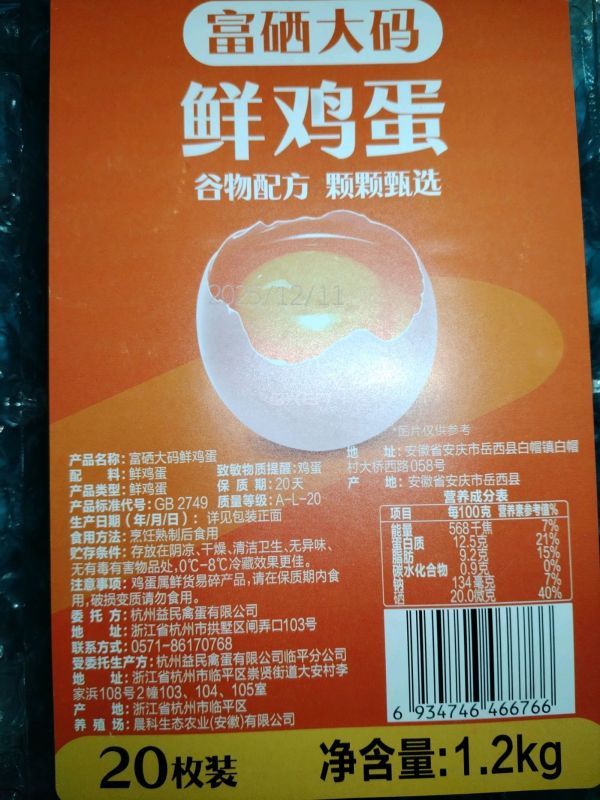 富硒大码
鲜鸡蛋
谷物配方 颗颗甄选
2025/12/11
*图片仅供参考
产品名称：富硒大码鲜鸡蛋
配 料：鲜鸡蛋 致敏物质提醒：鸡蛋
产品类型：鲜鸡蛋 保 质 期：20天
产品标准代号：GB 2749 质量等级：A-L-20
生产日期（年/月/日）：详见包装正面
食用方法：烹饪熟制后食用
贮存条件：存放在阴凉、干燥、清洁卫生、无异味、
无有毒有害物品处，0℃-8℃冷藏效果更佳。
注意事项：鸡蛋属鲜货易碎产品，请在保质期内食
用，破损变质请勿食用。
委 托 方：杭州益民禽蛋有限公司
地 址：浙江省杭州市拱墅区闸弄口103号
联系方式：0571-86170768
受委托生产方：杭州益民禽蛋有限公司临平分公司
地 址：浙江省杭州市临平区崇贤街道大安村李
家浜108号2幢103、104、105室
产 地：浙江省杭州市临平区
养 殖 场：晨科生态农业(安徽)有限公司
地 址：安徽省安庆市岳西县白帽镇白帽
村大桥西路058号
产 地：安徽省安庆市岳西县
营养成分表
项目 每100克 营养素参考值%
能量 568千焦 7%
蛋白质 12.5克 21%
脂肪 9.2克 15%
碳水化合物 0.9克 0%
钠 134毫克 7%
硒 20.0微克 40%
6 934746 466766
20枚装
净含量：1.2kg